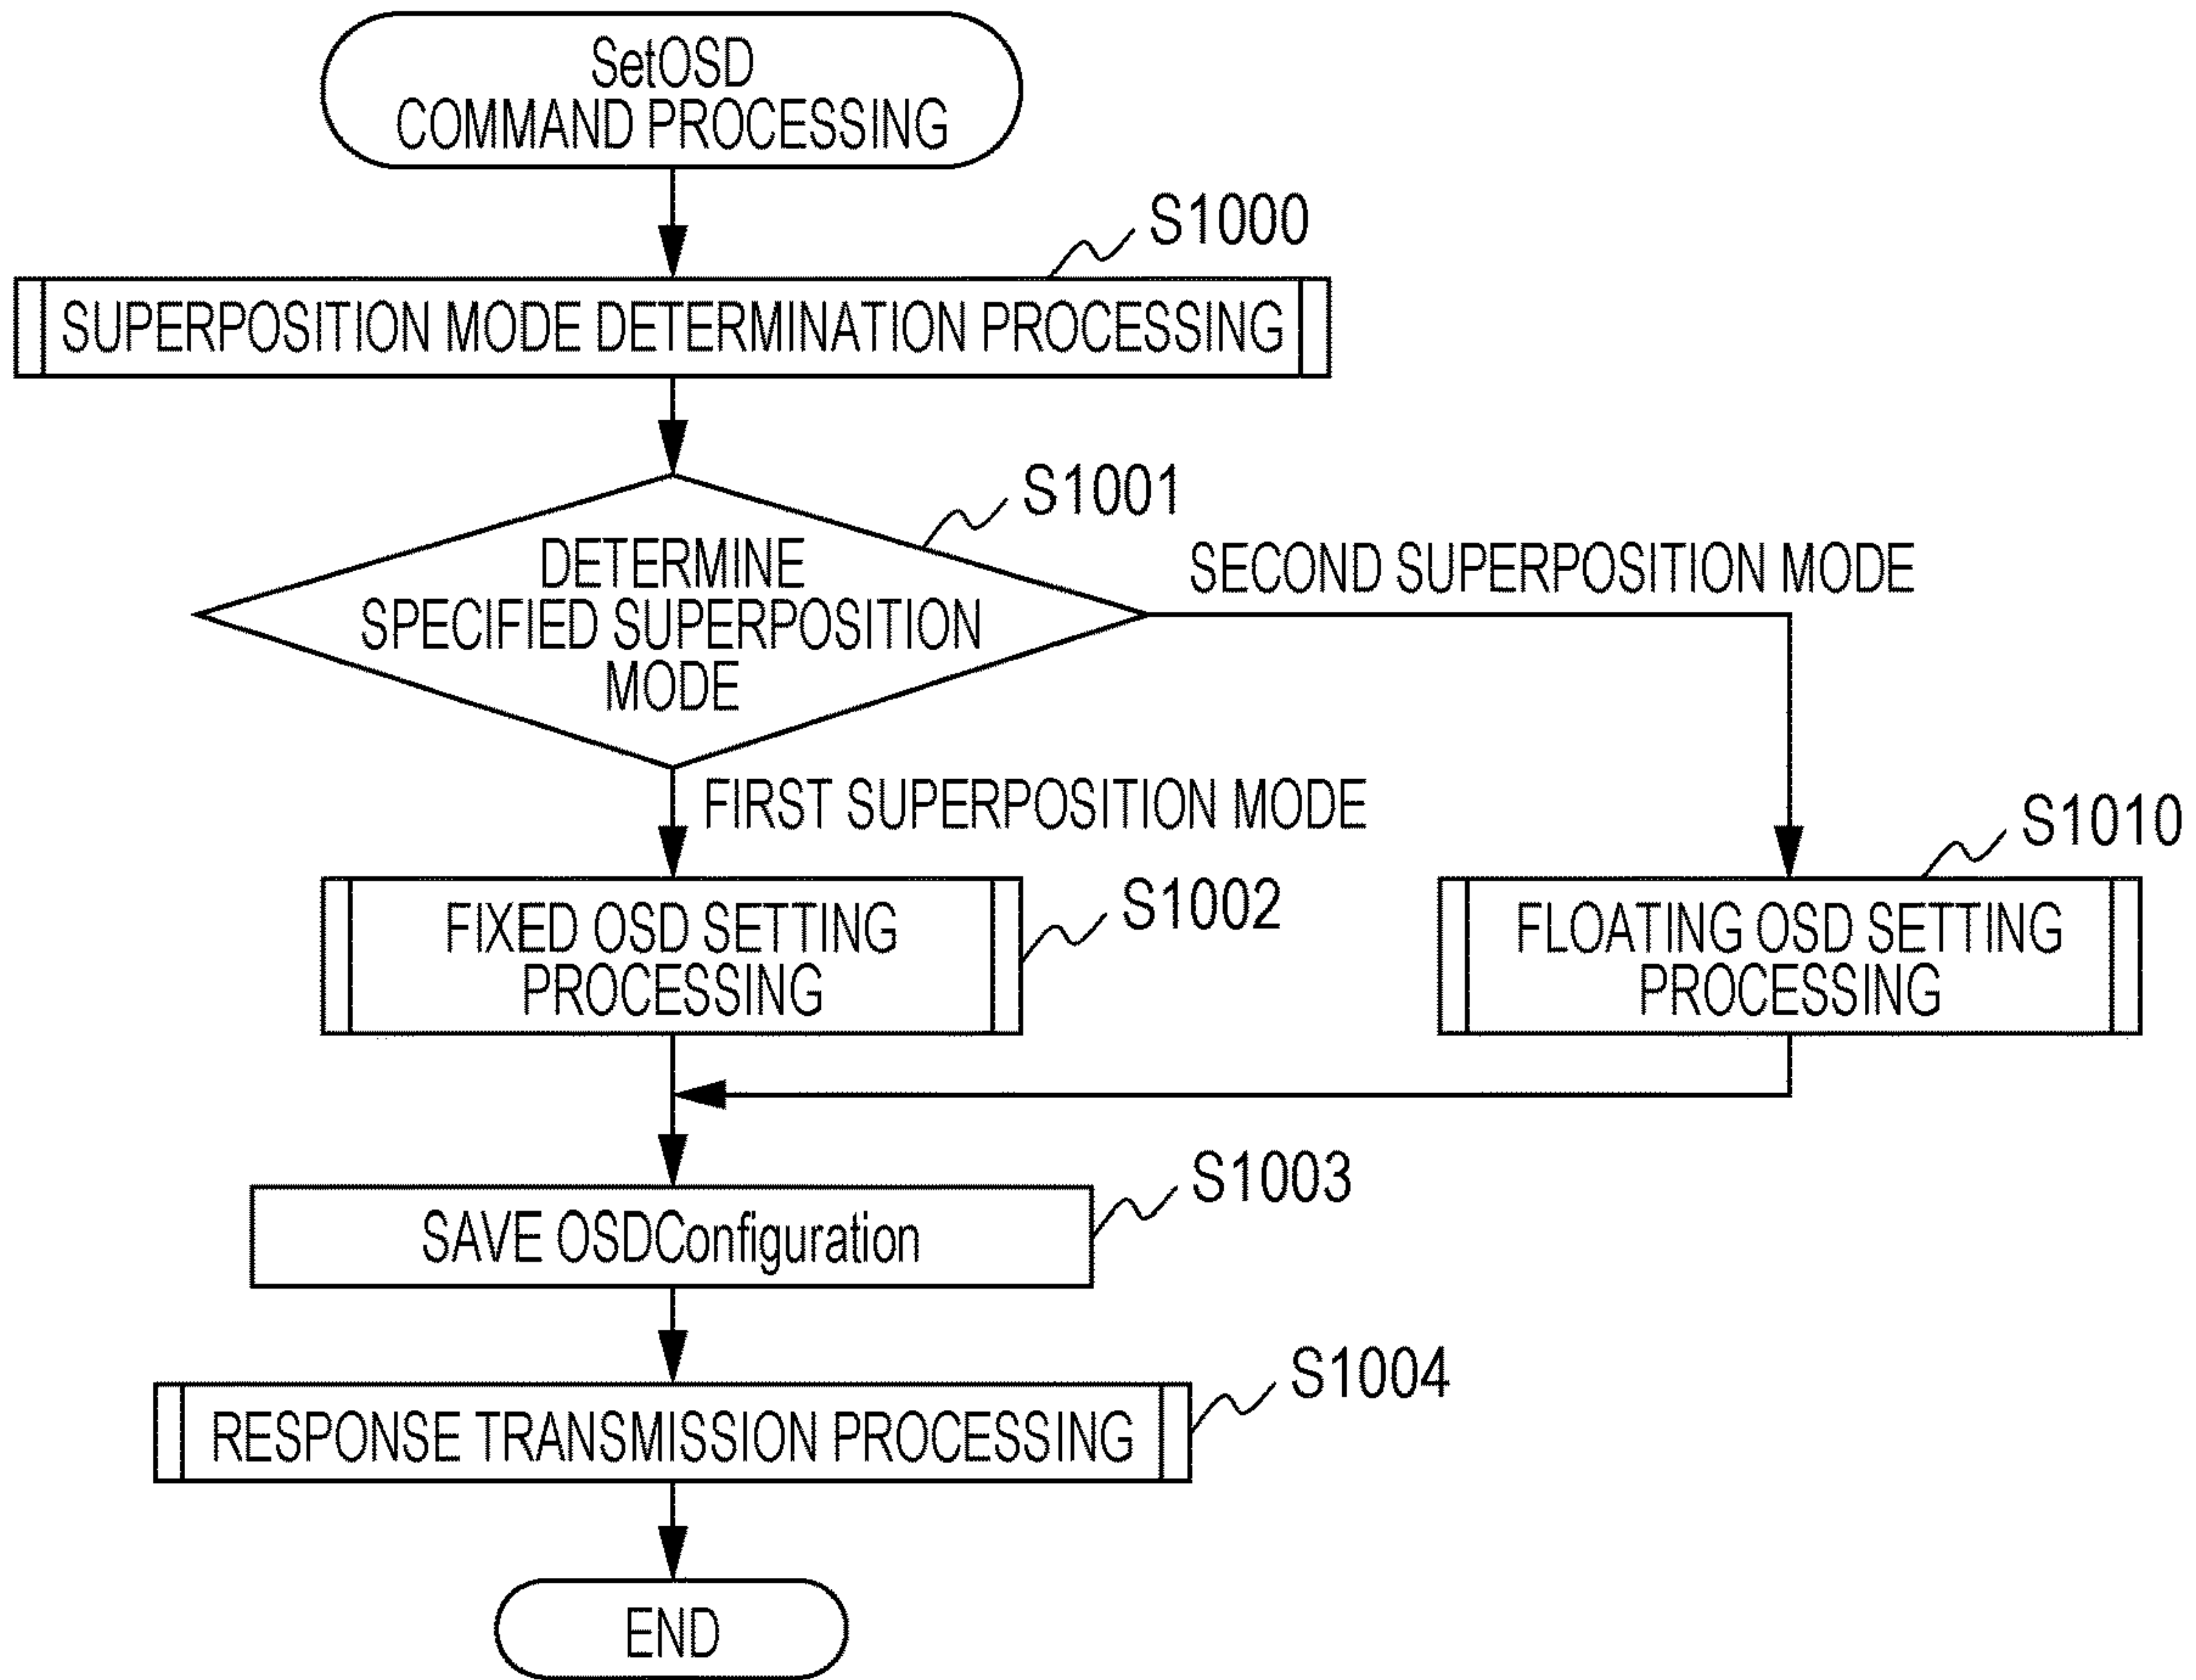 SetOSD
COMMAND PROCESSING
S1000
SUPERPOSITION MODE DETERMINATION PROCESSING
S1001
DETERMINE
SPECIFIED SUPERPOSITION
MODE
SECOND SUPERPOSITION MODE
FIRST SUPERPOSITION MODE
S1002
FIXED OSD SETTING
PROCESSING
S1010
FLOATING OSD SETTING
PROCESSING
S1003
SAVE OSDConfiguration
S1004
RESPONSE TRANSMISSION PROCESSING
END